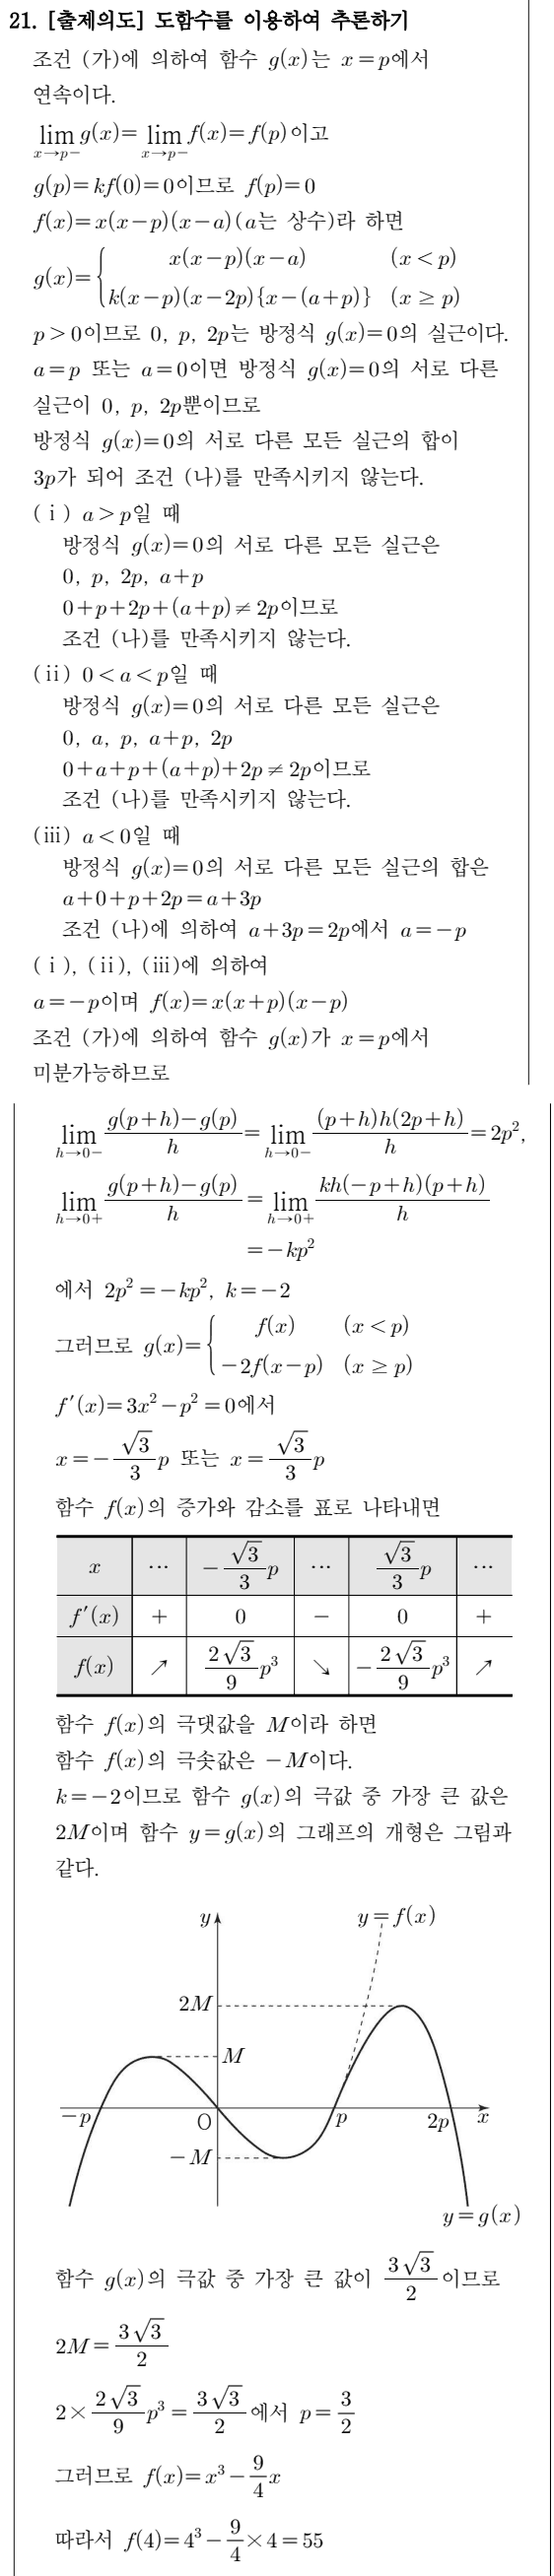 21. [출제의도] 도함수를 이용하여 추론하기
조건 (가)에 의하여 함수 g(x)는 x=p에서
연속이다.
lim_{x→p-} g(x)= lim_{x→p-} f(x)=f(p)이고
g(p)=kf(0)=0이므로 f(p)=0
f(x)=x(x-p)(x-a)(a는 상수)라 하면
g(x)={ x(x-p)(x-a) (x<p)
k(x-p)(x-2p){x-(a+p)} (x≥p)
p>0이므로 0, p, 2p는 방정식 g(x)=0의 실근이다.
a=p 또는 a=0이면 방정식 g(x)=0의 서로 다른
실근이 0, p, 2p뿐이므로
방정식 g(x)=0의 서로 다른 모든 실근의 합이
3p가 되어 조건 (나)를 만족시키지 않는다.
(ⅰ) a>p일 때
방정식 g(x)=0의 서로 다른 모든 실근은
0, p, 2p, a+p
0+p+2p+(a+p)≠2p이므로
조건 (나)를 만족시키지 않는다.
(ⅱ) 0<a<p일 때
방정식 g(x)=0의 서로 다른 모든 실근은
0, a, p, a+p, 2p
0+a+p+(a+p)+2p≠2p이므로
조건 (나)를 만족시키지 않는다.
(ⅲ) a<0일 때
방정식 g(x)=0의 서로 다른 모든 실근의 합은
a+0+p+2p=a+3p
조건 (나)에 의하여 a+3p=2p에서 a=-p
(ⅰ), (ⅱ), (ⅲ)에 의하여
a=-p이며 f(x)=x(x+p)(x-p)
조건 (가)에 의하여 함수 g(x)가 x=p에서
미분가능하므로
lim_{h→0-} (g(p+h)-g(p))/h = lim_{h→0-} ((p+h)h(2p+h))/h = 2p²,
lim_{h→0+} (g(p+h)-g(p))/h = lim_{h→0+} (kh(-p+h)(p+h))/h
=-kp²
에서 2p²=-kp², k=-2
그러므로 g(x)={ f(x) (x<p)
-2f(x-p) (x≥p)
f′(x)=3x²-p²=0에서
x=-√3/3 p 또는 x=√3/3 p
함수 f(x)의 증가와 감소를 표로 나타내면
x ⋯ -√3/3 p ⋯ √3/3 p ⋯
f′(x) + 0 - 0 +
f(x) ↗ 2√3/9 p³ ↘ -2√3/9 p³ ↗
함수 f(x)의 극댓값을 M이라 하면
함수 f(x)의 극솟값은 -M이다.
k=-2이므로 함수 g(x)의 극값 중 가장 큰 값은
2M이며 함수 y=g(x)의 그래프의 개형은 그림과
같다.
y y=f(x)
2M
M
-p O p 2p x
-M
y=g(x)
함수 g(x)의 극값 중 가장 큰 값이 3√3/2이므로
2M=3√3/2
2×2√3/9 p³=3√3/2에서 p=3/2
그러므로 f(x)=x³-9/4 x
따라서 f(4)=4³-9/4×4=55